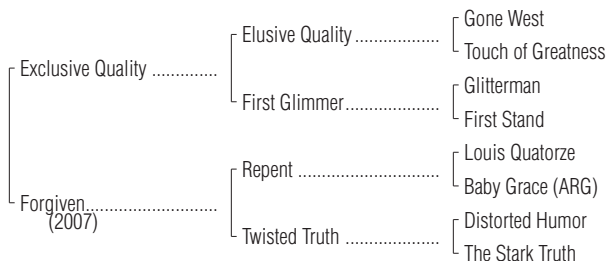 Gone West
Elusive Quality ..................
Touch of Greatness
Exclusive Quality .............
Glitterman
First Glimmer....................
First Stand
Louis Quatorze
Repent ..............................
Baby Grace (ARG)
Forgiven..........................
(2007)
Distorted Humor
Twisted Truth ....................
The Stark Truth